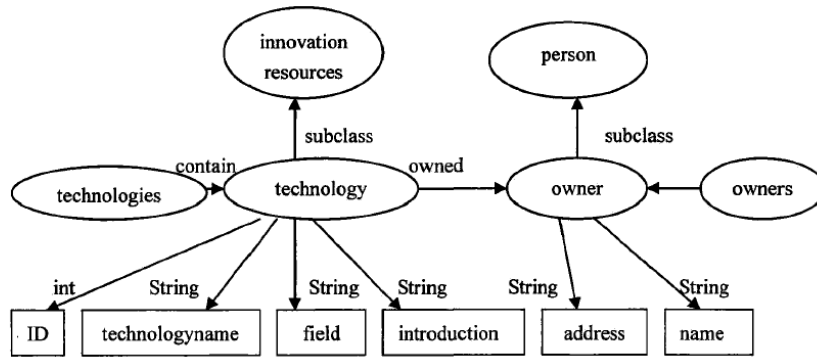 innovation
resources
person
subclass
subclass
contain
owned
technologies
technology
owner
owners
int
String
String
String
String
String
ID
technologyname
field
introduction
address
name